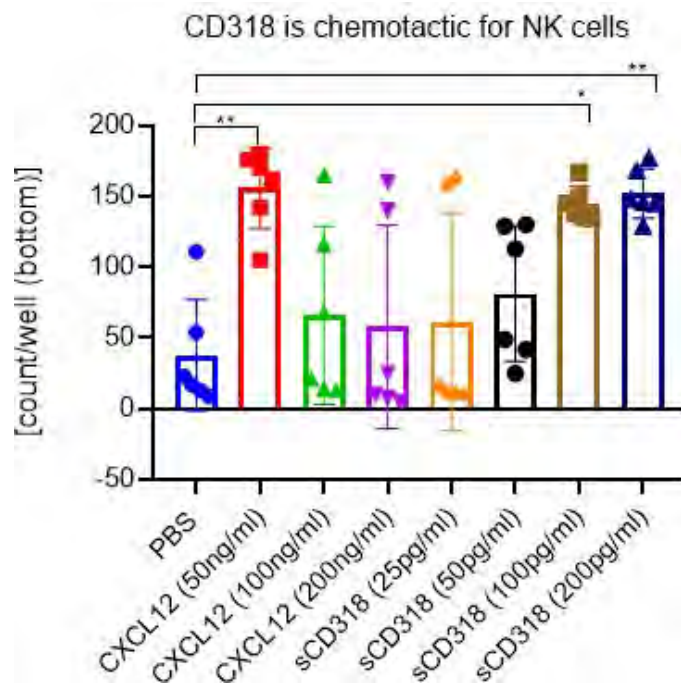 CD318 is chemotactic for NK cells
**
*
**
200
150
100
50
0
-50
[count/well (bottom)]
PBS
CXCL12 (50ng/ml)
CXCL12 (100ng/ml)
CXCL12 (200ng/ml)
sCD318 (25pg/ml)
sCD318 (50pg/ml)
sCD318 (100pg/ml)
sCD318 (200pg/ml)